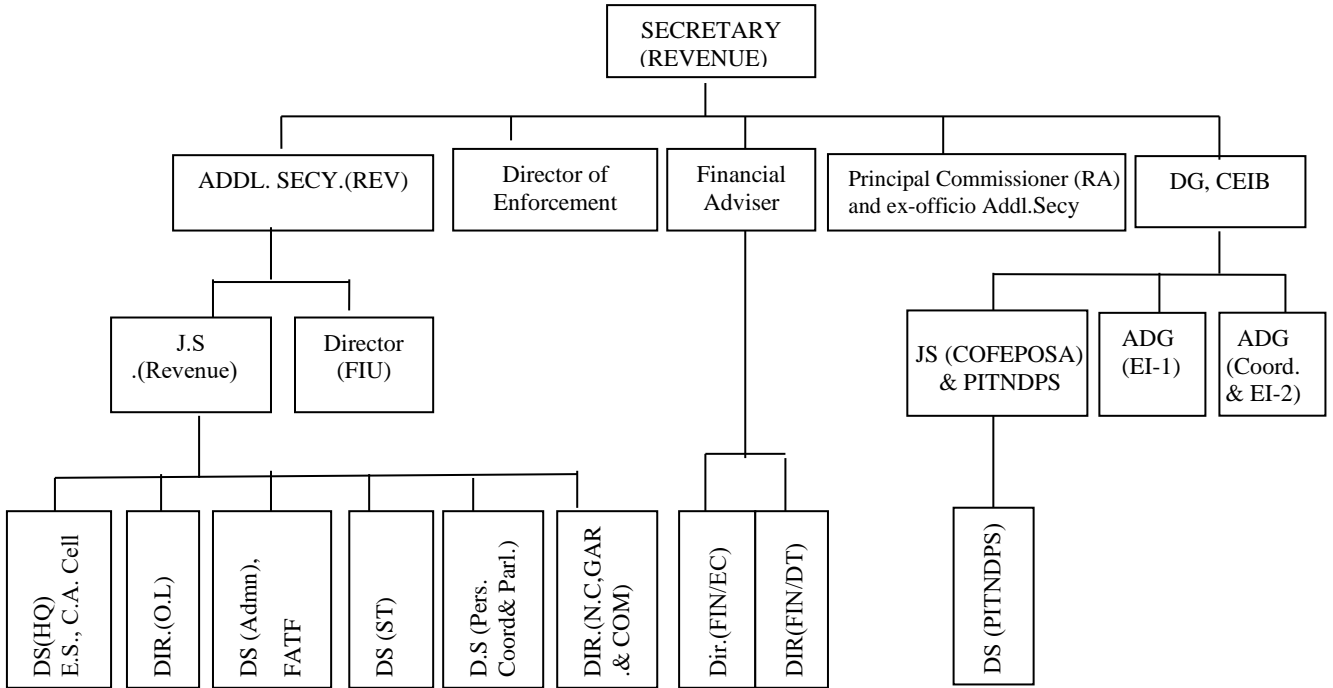 SECRETARY
(REVENUE)
ADDL. SECY.(REV)
Director of
Enforcement
Financial
Adviser
Principal Commissioner (RA)
and ex-officio Addl.Secy
DG, CEIB
J.S
.(Revenue)
Director
(FIU)
JS (COFEPOSA)
& PITNDPS
ADG
(EI-1)
ADG
(Coord.
& EI-2)
DS(HQ)
E.S., C.A. Cell
DIR.(O.L)
DS (Admn),
FATF
DS (ST)
D.S (Pers.
Coord& Parl.)
DIR.(N.C,GAR
.& COM)
Dir.(FIN/EC)
DIR(FIN/DT)
DS (PITNDPS)